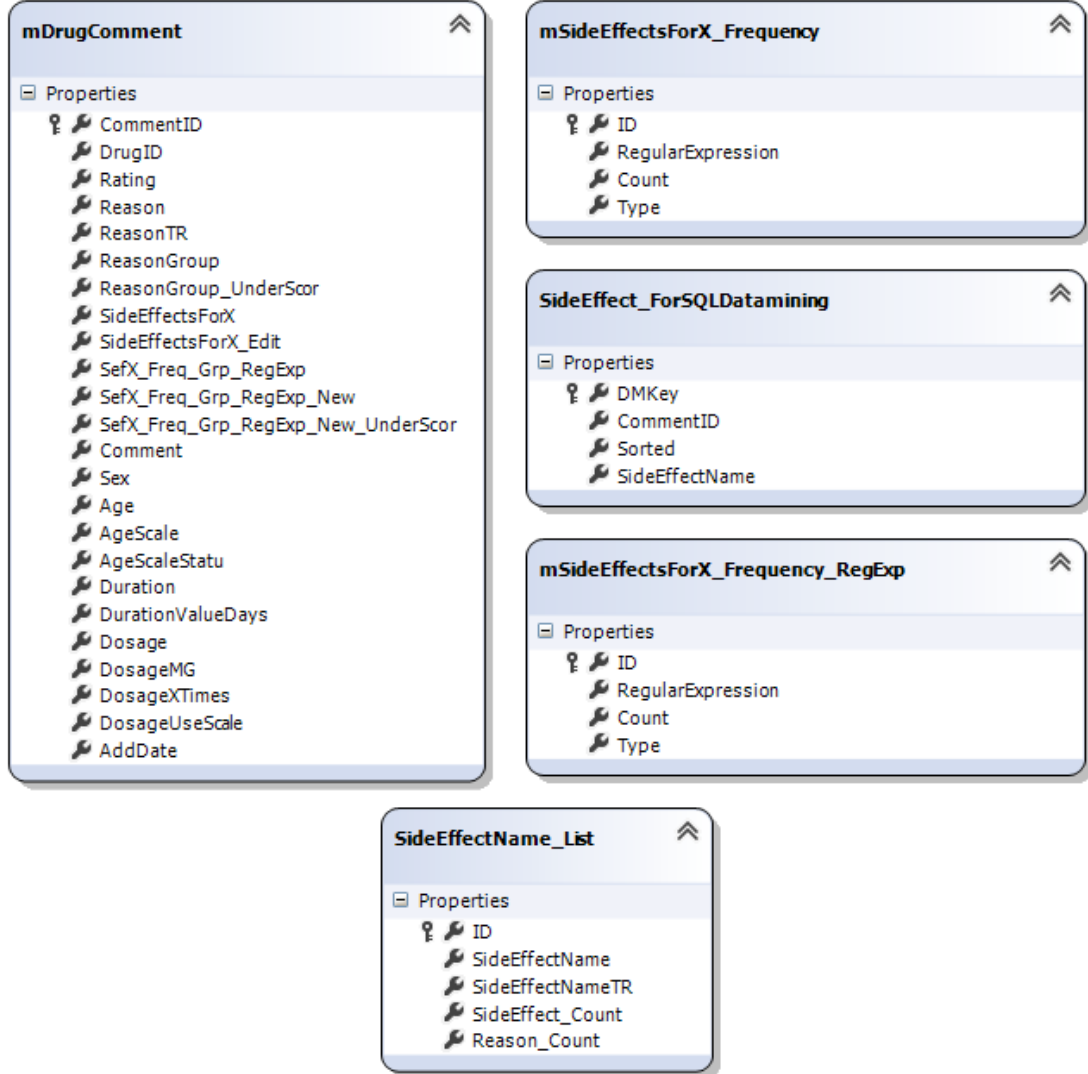 mDrugComment
Properties
CommentID
DrugID
Rating
Reason
ReasonTR
ReasonGroup
ReasonGroup_UnderScor
SideEffectsForX
SideEffectsForX_Edit
SefX_Freq_Grp_RegExp
SefX_Freq_Grp_RegExp_New
SefX_Freq_Grp_RegExp_New_UnderScor
Comment
Sex
Age
AgeScale
AgeScaleStatu
Duration
DurationValueDays
Dosage
DosageMG
DosageXTimes
DosageUseScale
AddDate
mSideEffectsForX_Frequency
Properties
ID
RegularExpression
Count
Type
SideEffect_ForSQLDatamining
Properties
DMKey
CommentID
Sorted
SideEffectName
mSideEffectsForX_Frequency_RegExp
Properties
ID
RegularExpression
Count
Type
SideEffectName_List
Properties
ID
SideEffectName
SideEffectNameTR
SideEffect_Count
Reason_Count